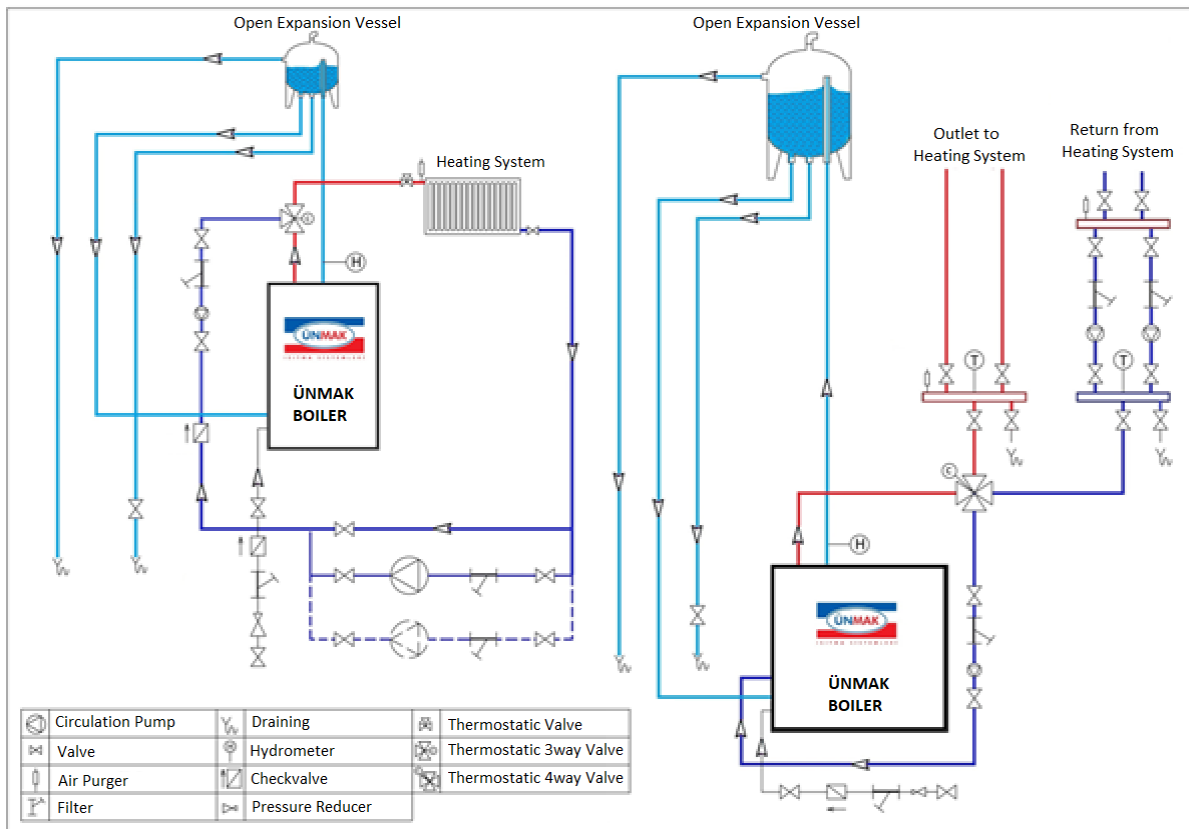 Open Expansion Vessel
Open Expansion Vessel
Heating System
Outlet to
Heating System
Return from
Heating System
H
C
ÜNMAK
ÜNMAK
BOILER
T
T
C
H
ÜNMAK
ÜNMAK
BOILER
Circulation Pump
Draining
Thermostatic Valve
Valve
H
Hydrometer
Thermostatic 3way Valve
Air Purger
Checkvalve
Thermostatic 4way Valve
Filter
Pressure Reducer